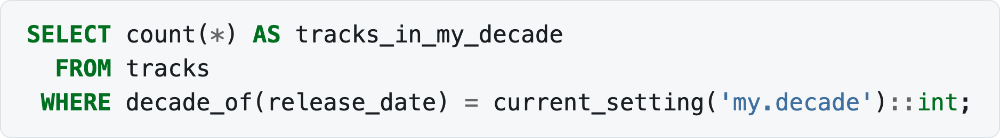 SELECT count(*) AS tracks_in_my_decade
FROM tracks
WHERE decade_of(release_date) = current_setting('my.decade')::int;